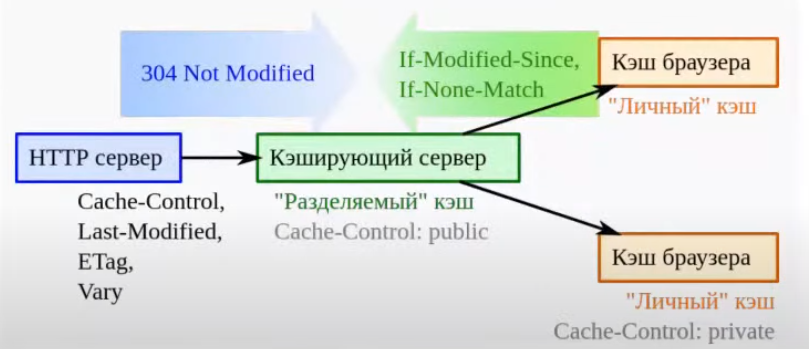 304 Not Modified
If-Modified-Since,
If-None-Match
Кэш браузера
"Личный" кэш
HTTP сервер
Кэширующий сервер
Cache-Control,
Last-Modified,
ETag,
Vary
"Разделяемый" кэш
Cache-Control: public
Кэш браузера
"Личный" кэш
Cache-Control: private